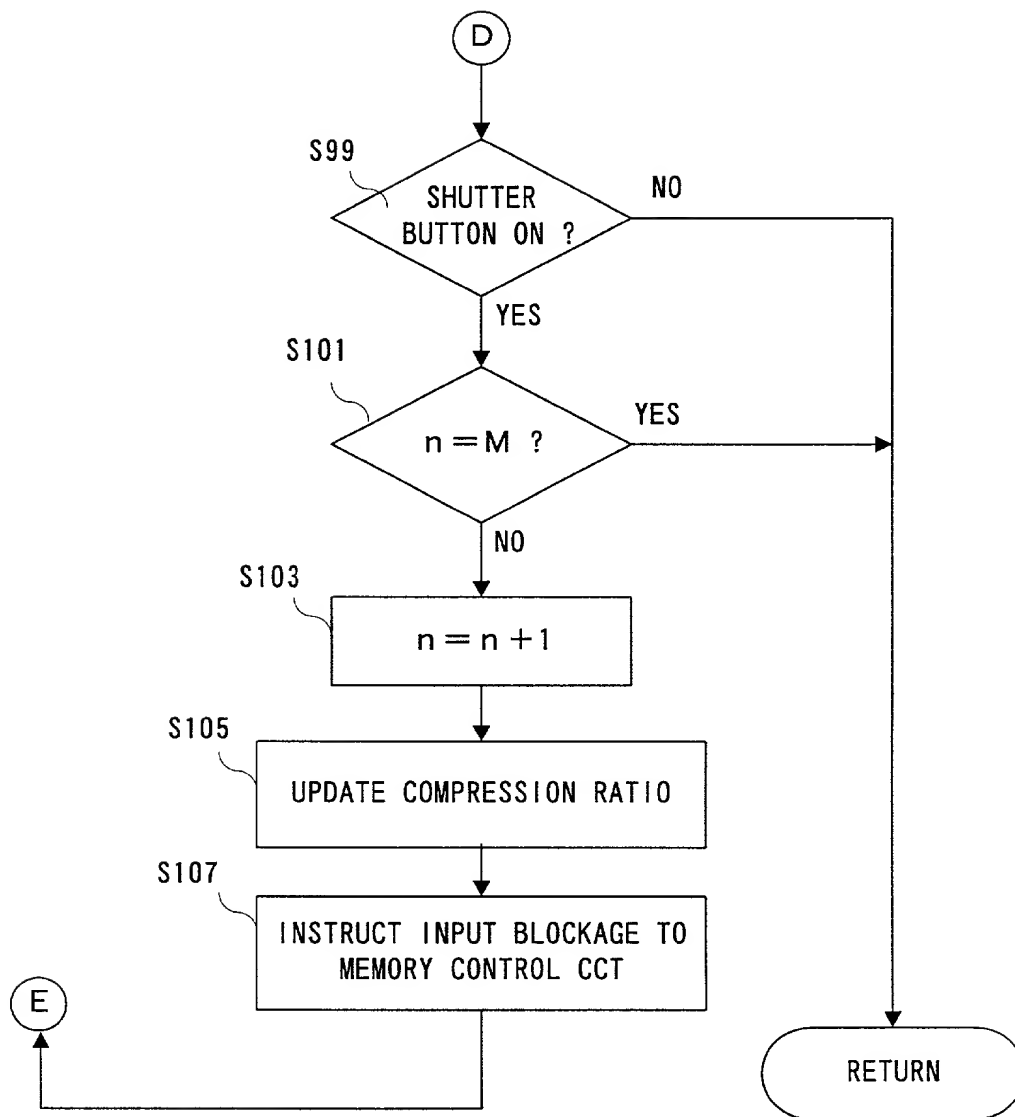 D
S99
SHUTTER
BUTTON ON ?
NO
YES
S101
n=M ?
YES
NO
S103
n=n+1
S105
UPDATE COMPRESSION RATIO
S107
INSTRUCT INPUT BLOCKAGE TO
MEMORY CONTROL CCT
E
RETURN